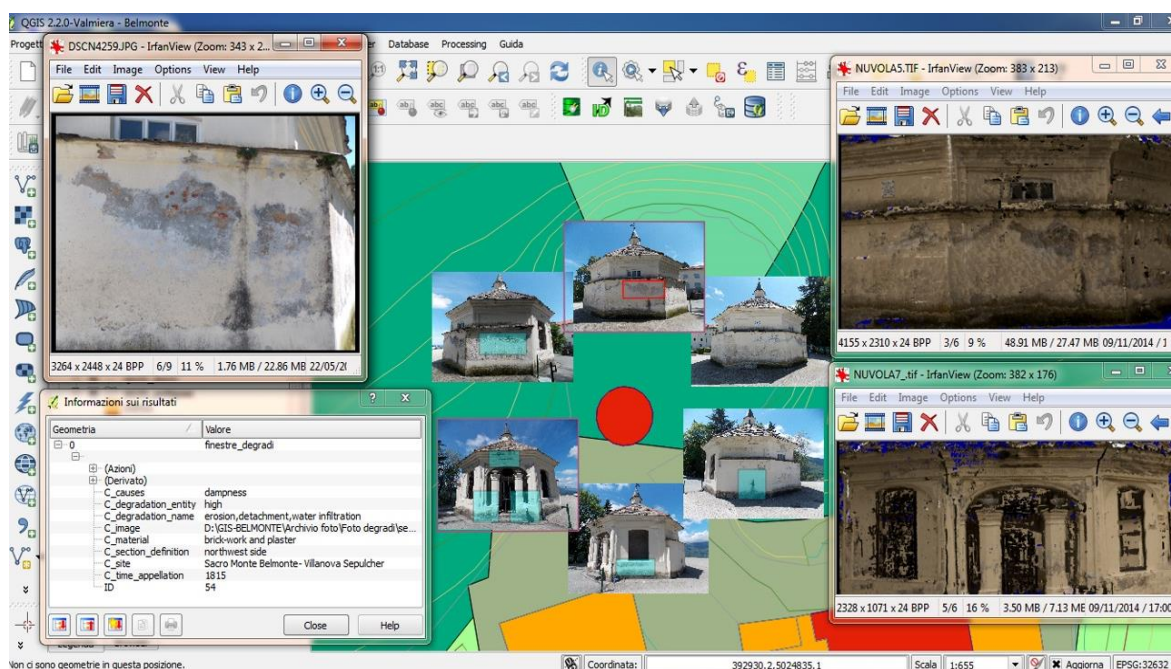 QGIS 2.2.0-Valmiera - Belmonte
Database Processing Guida
DSCN4259.JPG - IrfanView (Zoom: 343 x 2...
File Edit Image Options View Help
3264 x 2448 x 24 BPP 6/9 11 % 1.76 MB / 22.86 MB
NUVOLA5.TIF - IrfanView (Zoom: 383 x 213)
File Edit Image Options View Help
4155 x 2310 x 24 BPP 3/6 9 % 48.91 MB / 27.47 MB 09/11/2014 / 1
NUVOLA7_.tif - IrfanView (Zoom: 382 x 176)
File Edit Image Options View Help
2328 x 1071 x 24 BPP 5/6 16 % 3.50 MB / 7.13 ME 09/11/2014 / 17:00
Informazioni sui risultati
Geometria Valore
0 finestre_degradi
(Azioni)
(Derivato)
C_causes dampness
C_degradation_entity high
C_degradation_name erosion,detachment,water infiltration
C_image D:\GIS-BELMONTE\Archivio foto\Foto degradi\se...
C_material brick-work and plaster
C_section_definition northwest side
C_site Sacro Monte Belmonte- Villanova Sepulcher
C_time_appellation 1815
ID 54
Close Help
Non ci sono geometrie in questa posizione.
Coordinata: 392930.2,5024835.1 Scala 1:655 Aggiorna